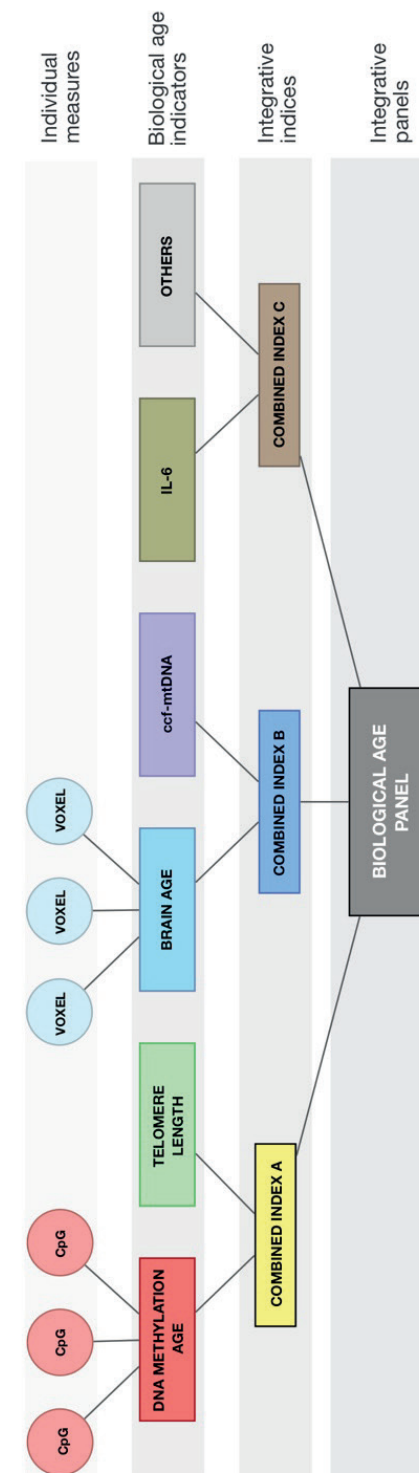 Individual
measures
CpG
CpG
CpG
VOXEL
VOXEL
VOXEL
Biological age
indicators
DNA METHYLATION
AGE
TELOMERE
LENGTH
BRAIN AGE
ccf-mtDNA
IL-6
OTHERS
Integrative
indices
COMBINED INDEX A
COMBINED INDEX B
COMBINED INDEX C
Integrative
panels
BIOLOGICAL AGE
PANEL